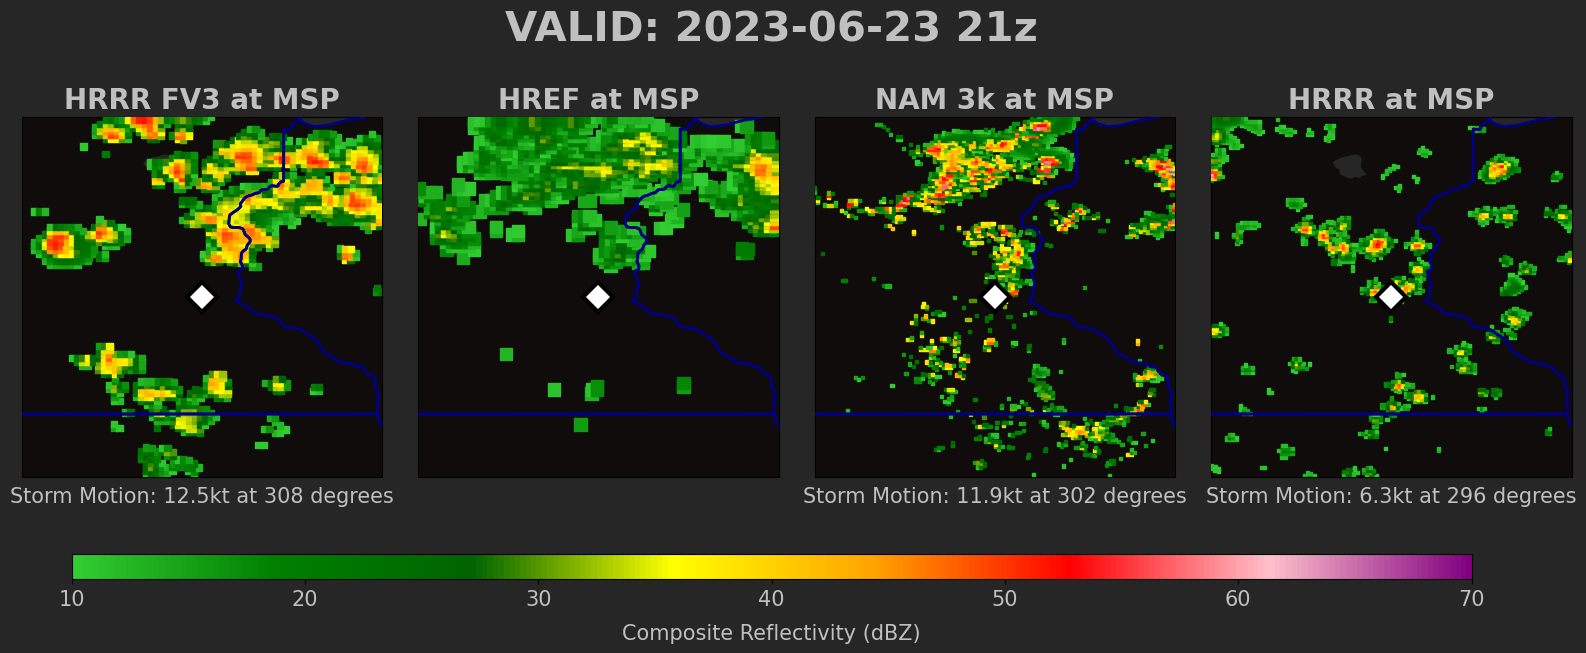 VALID: 2023-06-23 21z
HRRR FV3 at MSP
HREF at MSP
NAM 3k at MSP
HRRR at MSP
Storm Motion: 12.5kt at 308 degrees
Storm Motion: 11.9kt at 302 degrees
Storm Motion: 6.3kt at 296 degrees
10 20 30 40 50 60 70
Composite Reflectivity (dBZ)